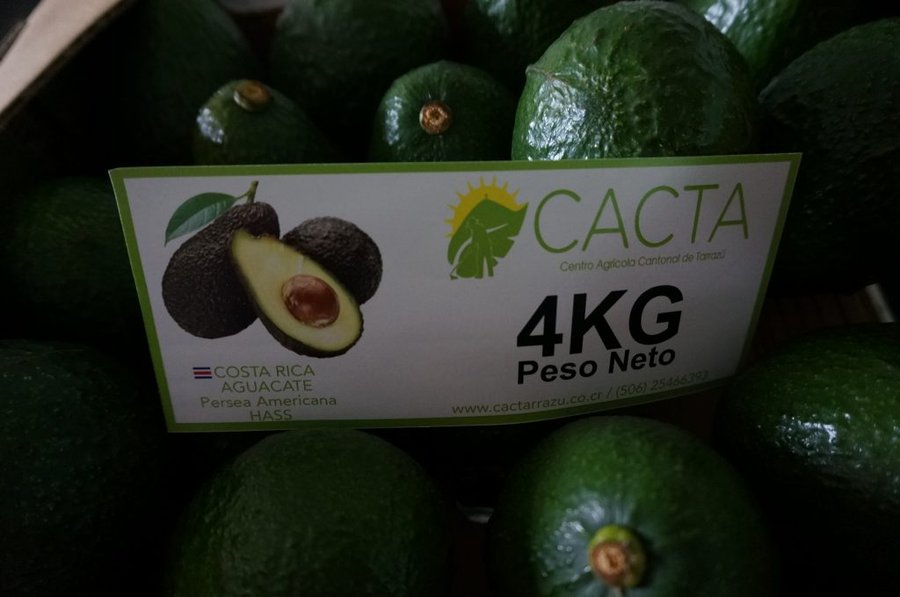 CACTA
Centro Agrícola Cantonal de Tarrazú
4KG
Peso Neto
COSTA RICA
AGUACATE
Persea Americana
HASS
www.cactarrazu.co.cr / (506) 25466393